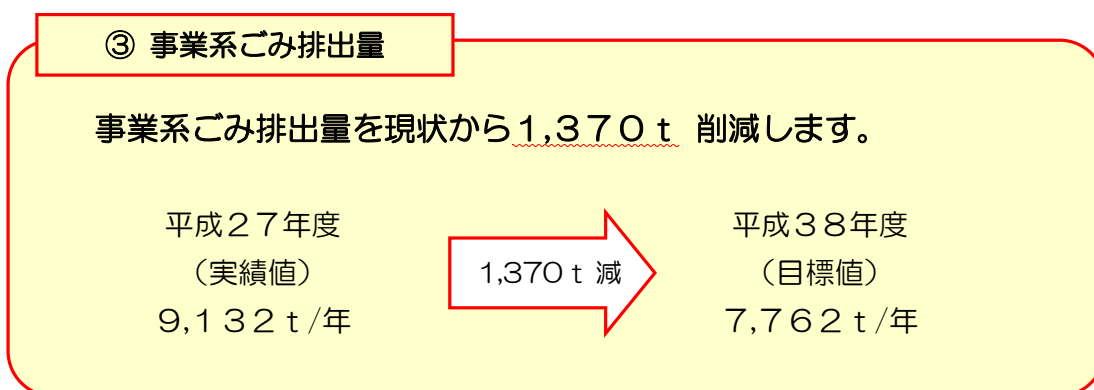 ③ 事業系ごみ排出量
事業系ごみ排出量を現状から１,３７０ｔ 削減します。
平成２７年度
（実績値）
９,１３２ｔ/年
1,370ｔ 減
平成３８年度
（目標値）
７,７６２ｔ/年